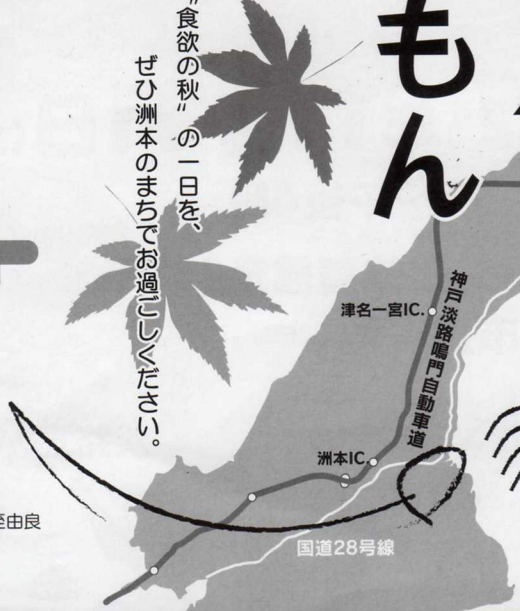 もん
〝食欲の秋〟の一日を、
ぜひ洲本のまちでお過ごしください。
神戸淡路鳴門自動車道
津名一宮IC.
洲本IC.
国道28号線
至由良